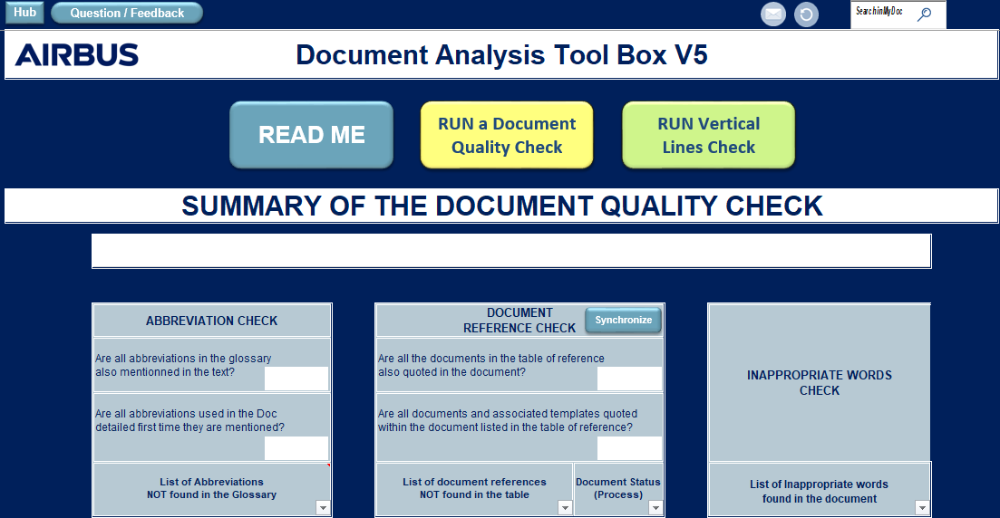 Hub
Question / Feedback
SearchinMyDoc
AIRBUS
Document Analysis Tool Box V5
READ ME
RUN a Document
Quality Check
RUN Vertical
Lines Check
SUMMARY OF THE DOCUMENT QUALITY CHECK
ABBREVIATION CHECK
Are all abbreviations in the glossary
also mentionned in the text?
Are all abbreviations used in the Doc
detailed first time they are mentioned?
List of Abbreviations
NOT found in the Glossary
DOCUMENT
REFERENCE CHECK
Synchronize
Are all the documents in the table of reference
also quoted in the document?
Are all documents and associated templates quoted
within the document listed in the table of reference?
List of document references
NOT found in the table
Document Status
(Process)
INAPPROPRIATE WORDS
CHECK
List of Inappropriate words
found in the document